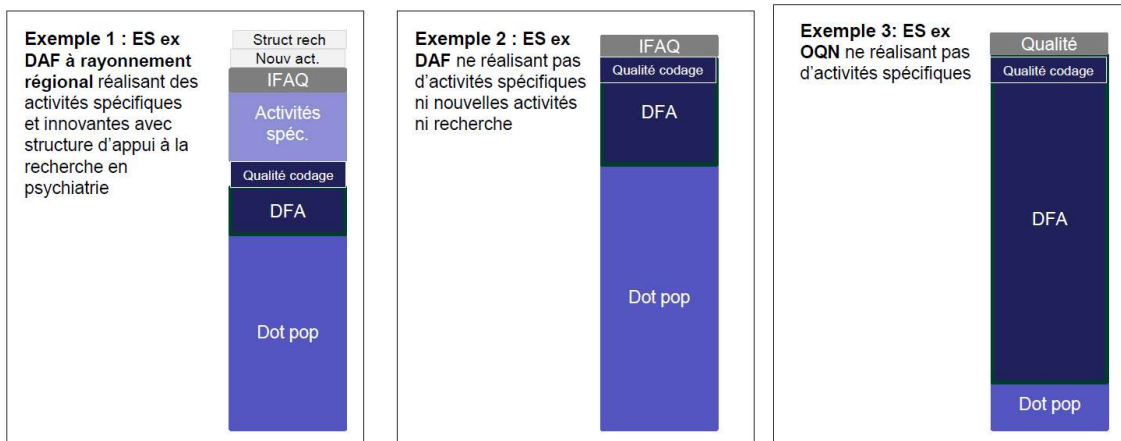 Exemple 1 : ES ex
DAF à rayonnement
régional réalisant des
activités spécifiques
et innovantes avec
structure d'appui à la
recherche en
psychiatrie
Struct rech
Nouv act.
IFAQ
Activités
spéc.
Qualité codage
DFA
Dot pop
Exemple 2 : ES ex
DAF ne réalisant pas
d'activités spécifiques
ni nouvelles activités
ni recherche
IFAQ
Qualité codage
DFA
Dot pop
Exemple 3: ES ex
OQN ne réalisant pas
d'activités spécifiques
Qualité
Qualité codage
DFA
Dot pop